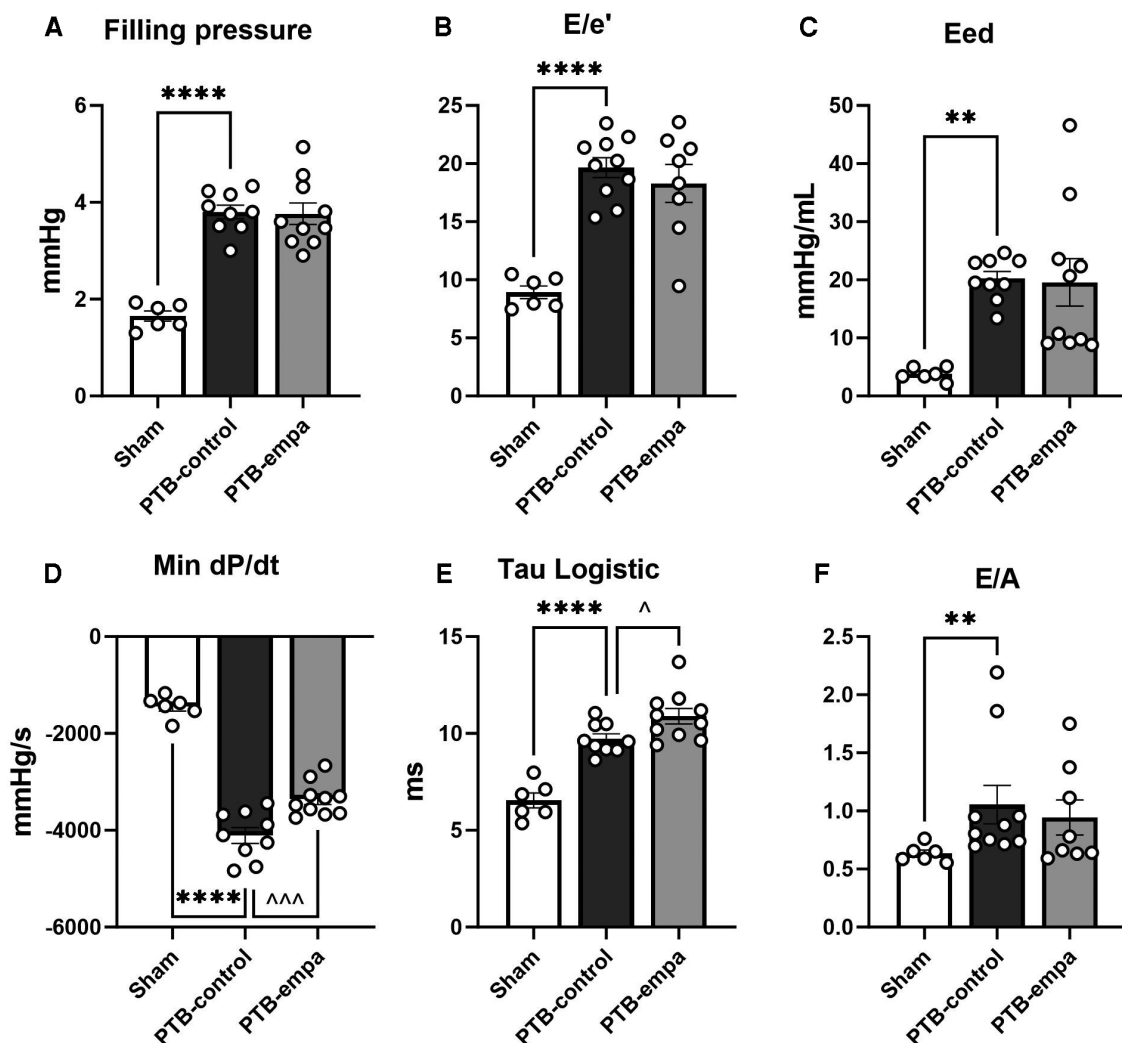 A Filling pressure
****
mmHg
6
4
2
0
Sham
PTB-control
PTB-empa
B E/e'
****
25
20
15
10
5
0
Sham
PTB-control
PTB-empa
C Eed
**
mmHg/mL
50
40
30
20
10
0
Sham
PTB-control
PTB-empa
D Min dP/dt
mmHg/s
0
-2000
-4000
-6000
**** ^^^
Sham
PTB-control
PTB-empa
E Tau Logistic
**** ^
ms
15
10
5
0
Sham
PTB-control
PTB-empa
F E/A
**
2.5
2.0
1.5
1.0
0.5
0.0
Sham
PTB-control
PTB-empa